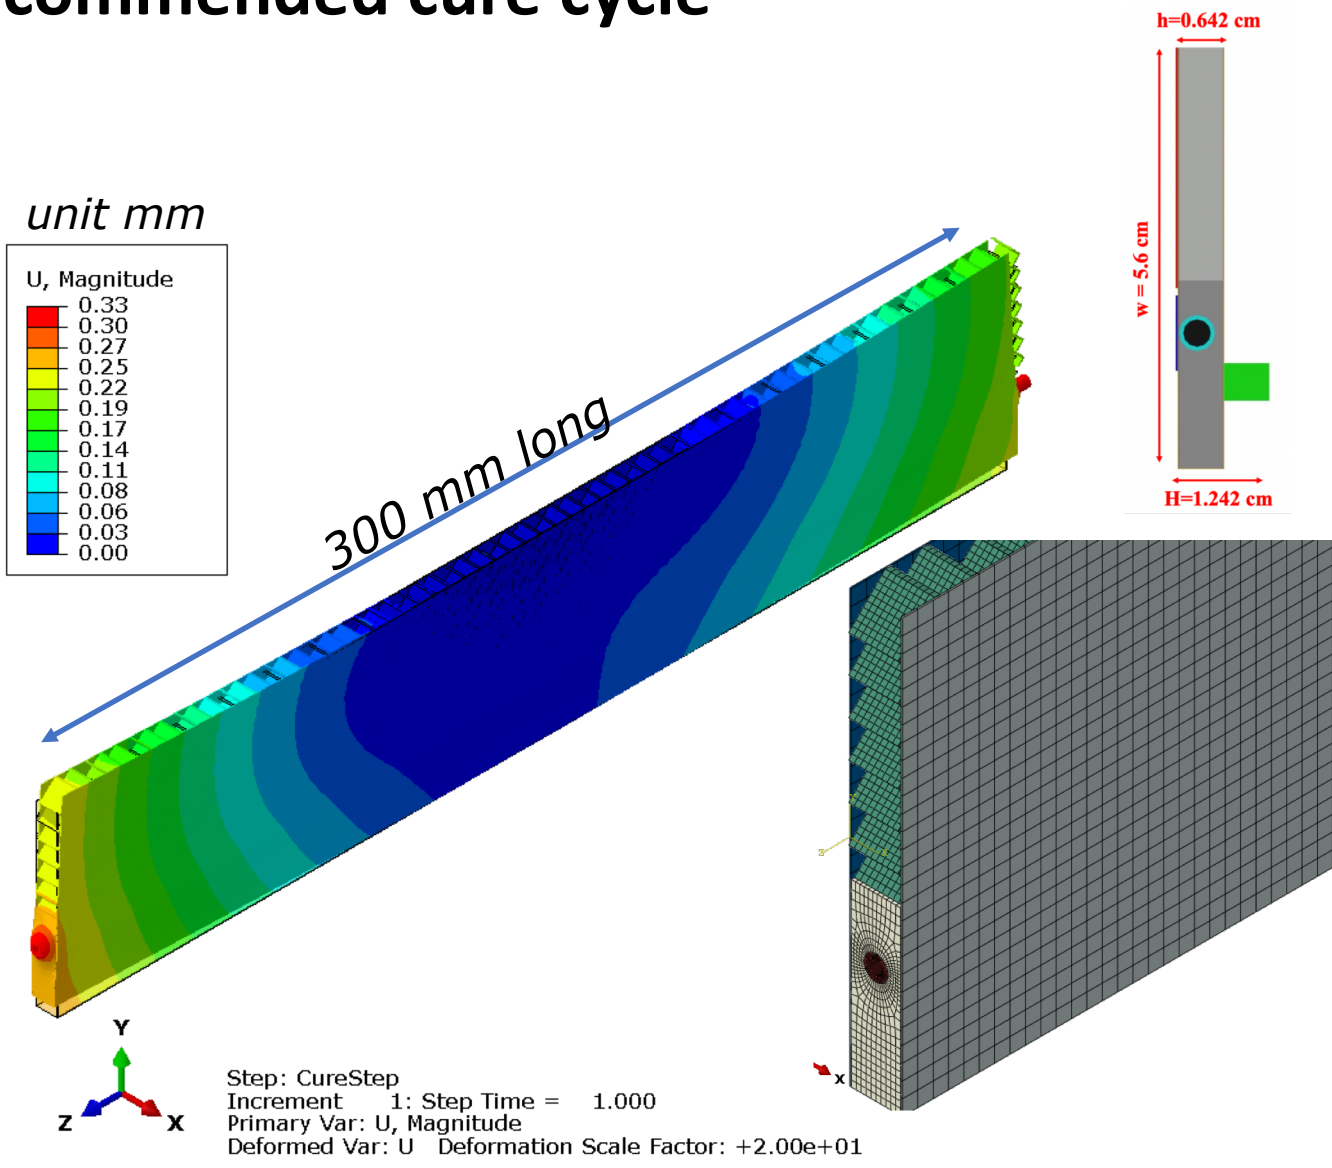 commended cure cycle
h=0.642 cm
w = 5.6 cm
H=1.242 cm
unit mm
U, Magnitude
0.33
0.30
0.27
0.25
0.22
0.19
0.17
0.14
0.11
0.08
0.06
0.03
0.00
300 mm long
Y
Z
X
X
Step: CureStep
Increment 1: Step Time = 1.000
Primary Var: U, Magnitude
Deformed Var: U Deformation Scale Factor: +2.00e+01